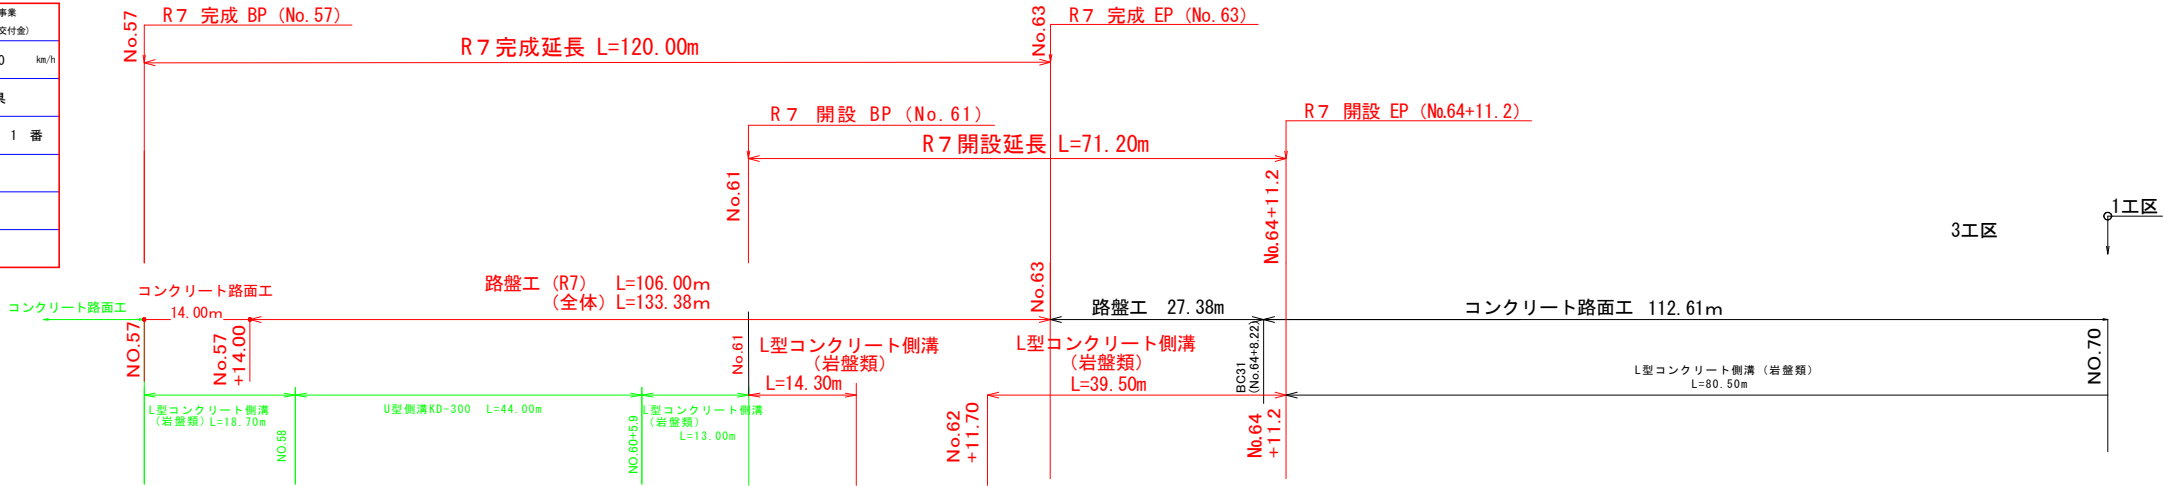 事業
交付金)
0 km/h
1 番
No.57
R7 完成 BP (No.57)
R7完成延長 L=120.00m
No.63
R7 完成 EP (No.63)
R7 開設 BP (No.61)
R7開設延長 L=71.20m
R7 開設 EP (No.64+11.2)
No.61
No.64+11.2
1工区
3工区
コンクリート路面工
コンクリート路面工
14.00m
路盤工 (R7) L=106.00m
(全体) L=133.38m
No.63
路盤工 27.38m
コンクリート路面工 112.61m
NO.57
No.57
+14.00
No.61
L型コンクリート側溝
(岩盤類)
L=14.30m
L型コンクリート側溝
(岩盤類)
L=39.50m
BC31
(No.64+8.22)
L型コンクリート側溝 (岩盤類)
L=80.50m
NO.70
L型コンクリート側溝
(岩盤類) L=18.70m
NO.58
U型側溝KD-300 L=44.00m
NO.60+5.9
L型コンクリート側溝
(岩盤類)
L=13.00m
No.62
+11.70
No.64
+11.2